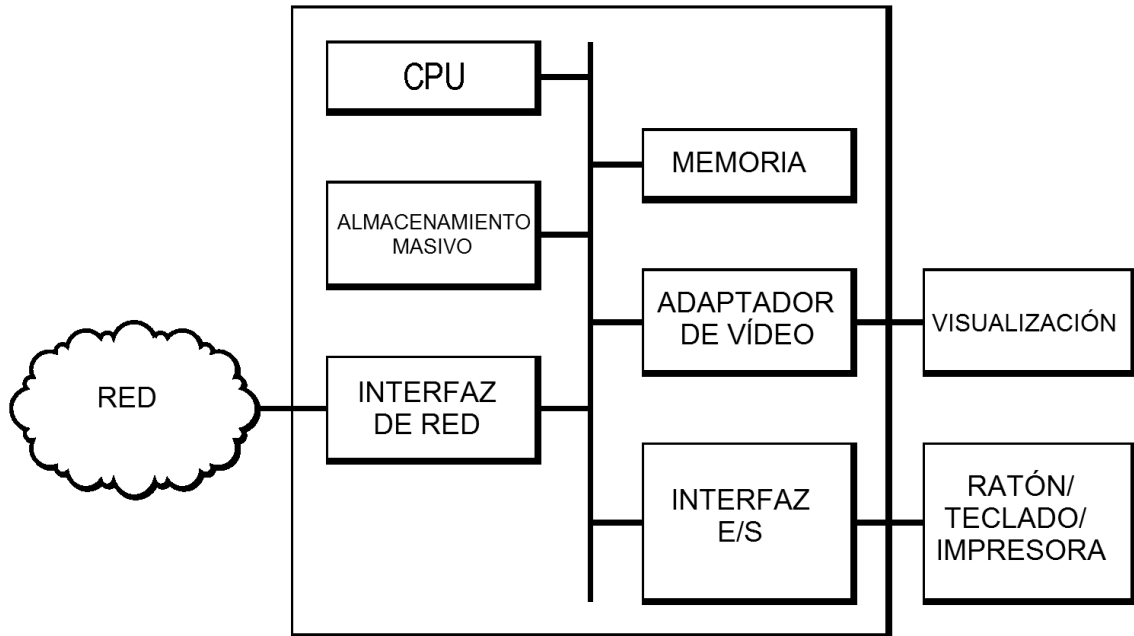 CPU
MEMORIA
ALMACENAMIENTO
MASIVO
ADAPTADOR
DE VÍDEO
VISUALIZACIÓN
RED
INTERFAZ
DE RED
INTERFAZ
E/S
RATÓN/
TECLADO/
IMPRESORA